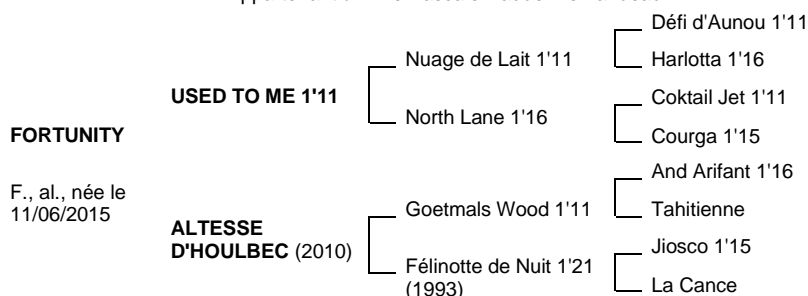 Défi d'Aunou 1'11
Nuage de Lait 1'11
Harlotta 1'16
USED TO ME 1'11
Coktail Jet 1'11
North Lane 1'16
Courga 1'15
FORTUNITY
And Arifant 1'16
F., al., née le
11/06/2015
Goetmals Wood 1'11
Tahitienne
ALTESSE
D'HOULBEC (2010)
Jiosco 1'15
Félinotte de Nuit 1'21
(1993)
La Cance